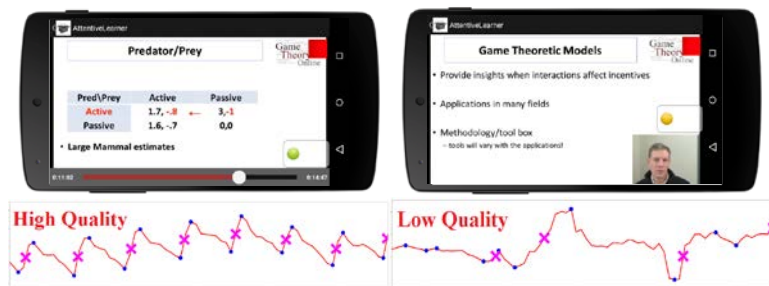 AttentiveLearner
Predator/Prey
Game
Theory
Online
Pred\Prey Active Passive
Active 1.7, -.8 ← 3,-1
Passive 1.6, -.7 0,0
• Large Mammal estimates
0:11:02 0:14:47
High Quality
AttentiveLearner
Game Theoretic Models
Game
Theory
Online
• Provide insights when interactions affect incentives
• Applications in many fields
• Methodology/tool box
– tools will vary with the applications!
Low Quality